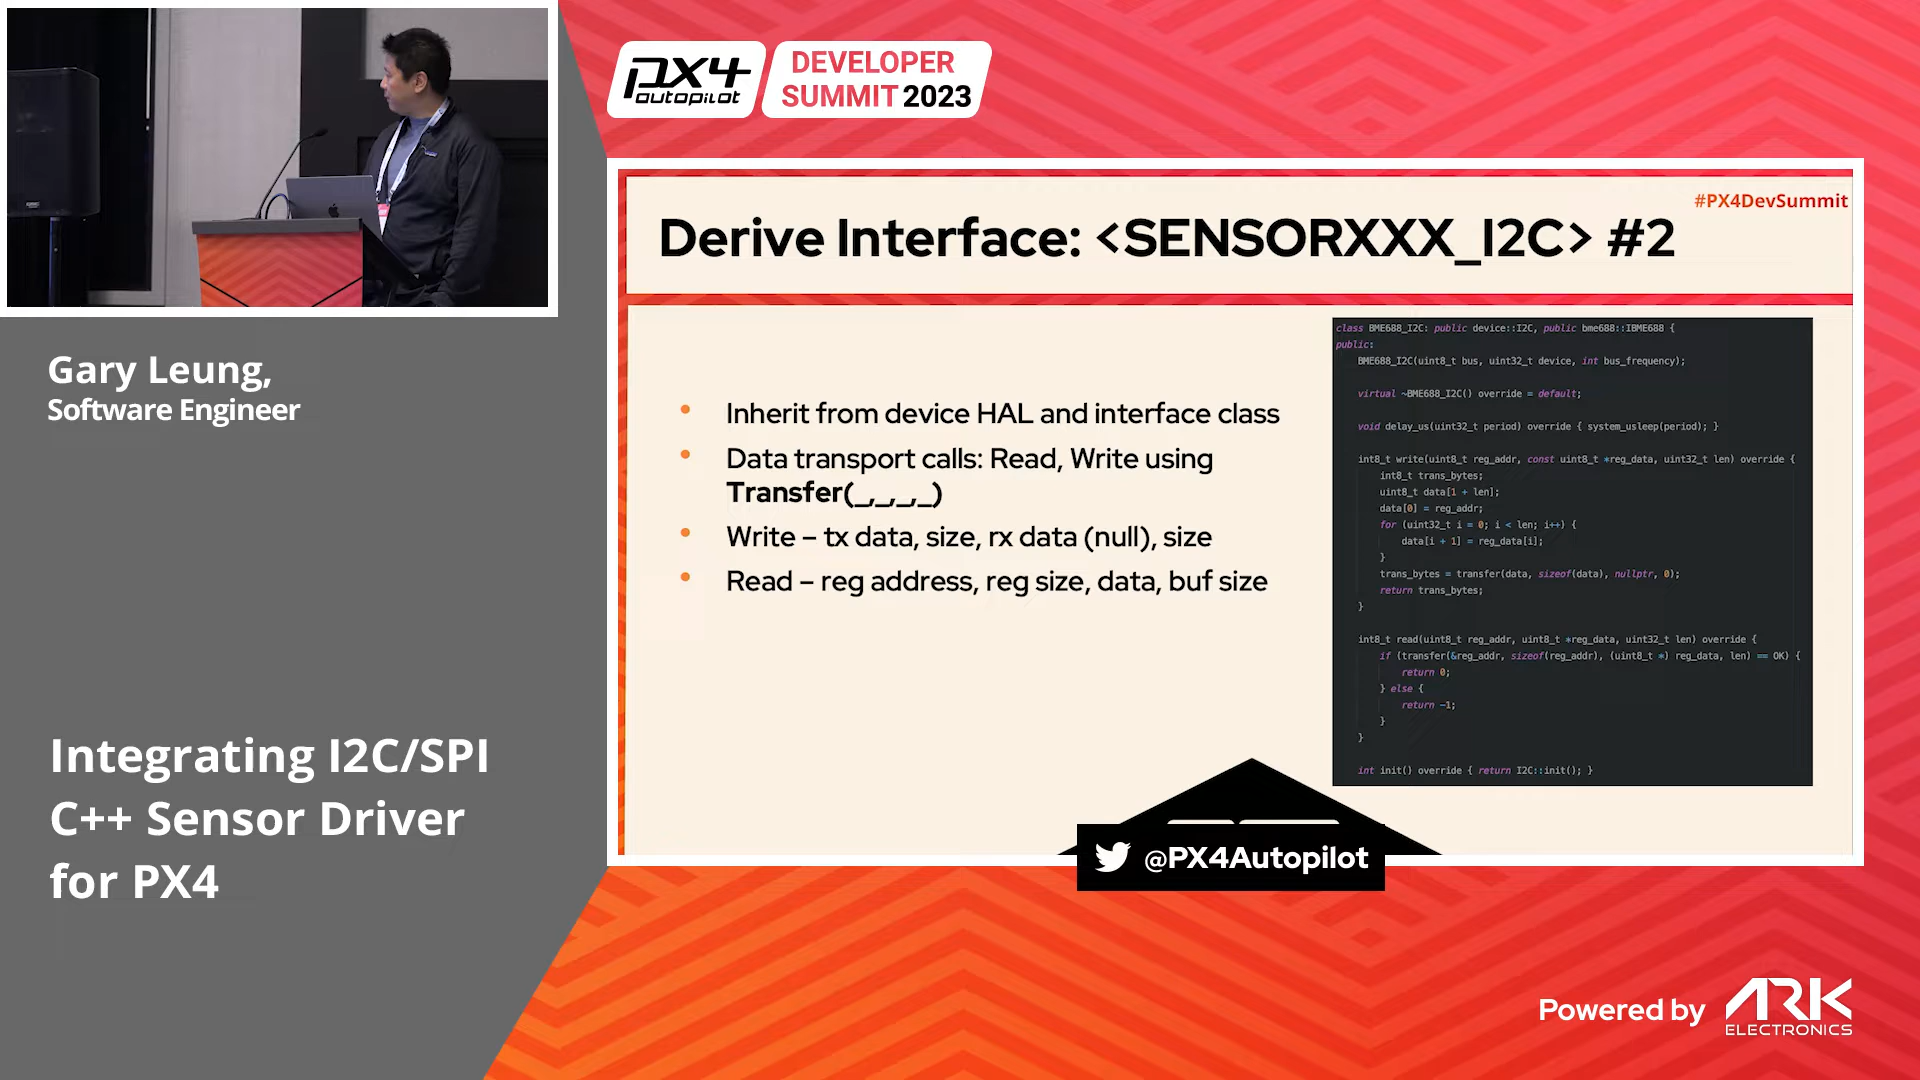 PX4
autopilot
DEVELOPER
SUMMIT 2023
#PX4DevSummit
Derive Interface: <SENSORXXX_I2C> #2
• Inherit from device HAL and interface class
• Data transport calls: Read, Write using
Transfer(_,_,_,_)
• Write – tx data, size, rx data (null), size
• Read – reg address, reg size, data, buf size
class BME688_I2C: public device::I2C, public bme688::IBME688 {
public:
BME688_I2C(uint8_t bus, uint32_t device, int bus_frequency);
virtual ~BME688_I2C() override = default;
void delay_us(uint32_t period) override { system_usleep(period); }
int8_t write(uint8_t reg_addr, const uint8_t *reg_data, uint32_t len) override {
int8_t trans_bytes;
uint8_t data[1 + len];
data[0] = reg_addr;
for (uint32_t i = 0; i < len; i++) {
data[i + 1] = reg_data[i];
}
trans_bytes = transfer(data, sizeof(data), nullptr, 0);
return trans_bytes;
}
int8_t read(uint8_t reg_addr, uint8_t *reg_data, uint32_t len) override {
if (transfer(&reg_addr, sizeof(reg_addr), (uint8_t *) reg_data, len) == OK) {
return 0;
} else {
return -1;
}
}
int init() override { return I2C::init(); }
@PX4Autopilot
Gary Leung,
Software Engineer
Integrating I2C/SPI
C++ Sensor Driver
for PX4
Powered by ARK
ELECTRONICS